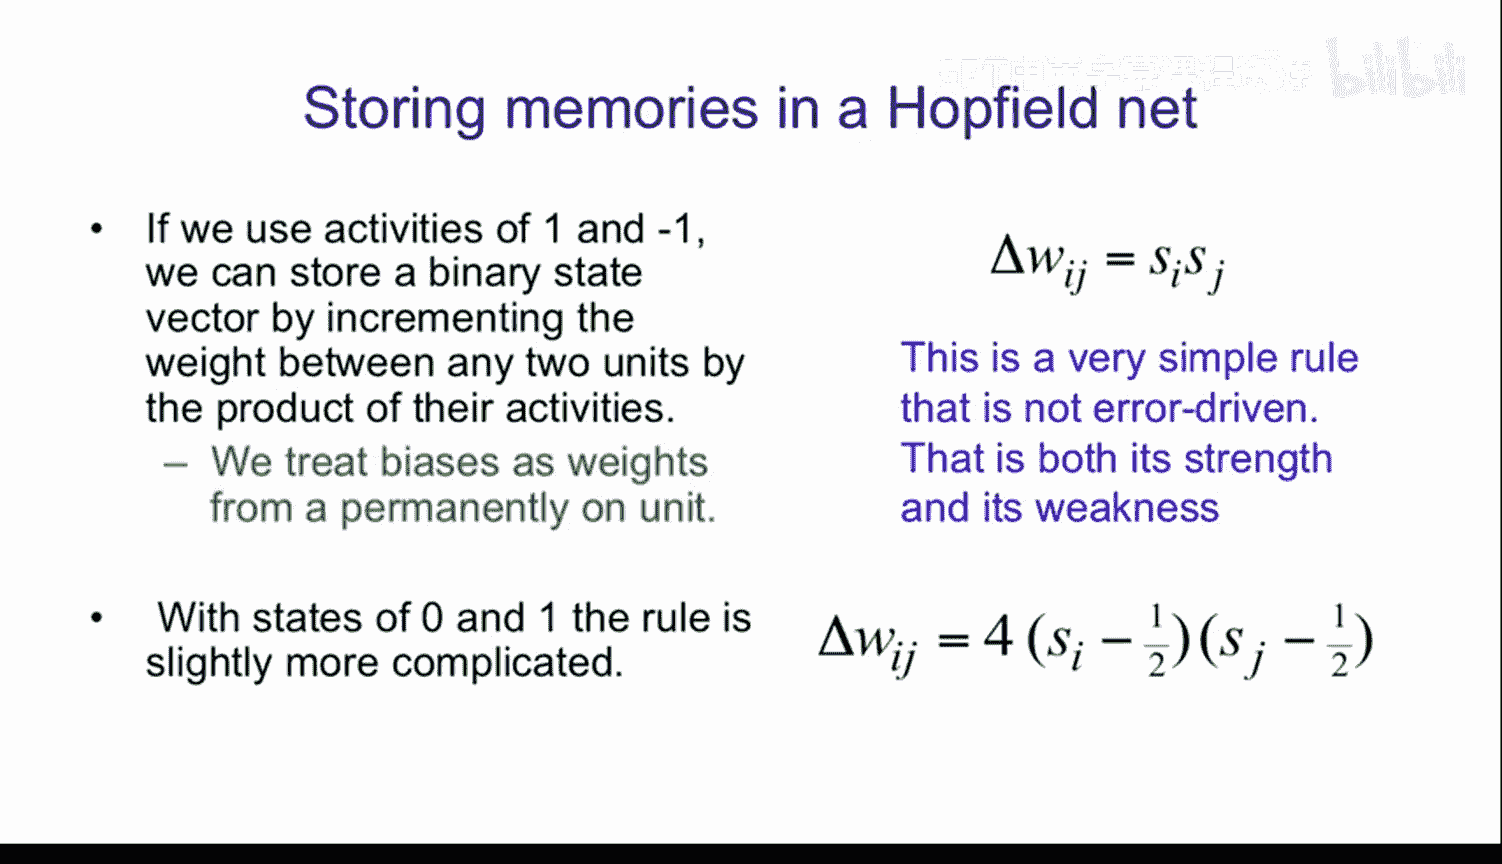 Storing memories in a Hopfield net
• If we use activities of 1 and -1,
we can store a binary state
vector by incrementing the
weight between any two units by
the product of their activities.
– We treat biases as weights
from a permanently on unit.
• With states of 0 and 1 the rule is
slightly more complicated.
Δw_{ij} = s_i s_j
This is a very simple rule
that is not error-driven.
That is both its strength
and its weakness
Δw_{ij} = 4 (s_i − 1/2)(s_j − 1/2)
bilibili